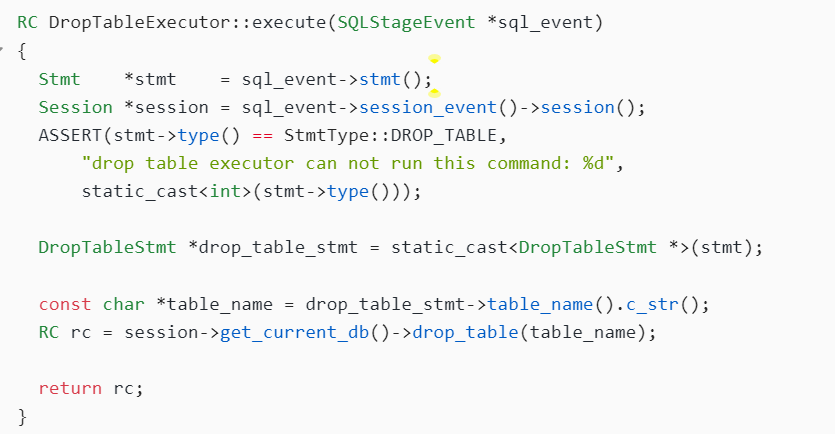 RC DropTableExecutor::execute(SQLStageEvent *sql_event)
{
  Stmt    *stmt    = sql_event->stmt();
  Session *session = sql_event->session_event()->session();
  ASSERT(stmt->type() == StmtType::DROP_TABLE,
      "drop table executor can not run this command: %d",
      static_cast<int>(stmt->type()));

  DropTableStmt *drop_table_stmt = static_cast<DropTableStmt *>(stmt);

  const char *table_name = drop_table_stmt->table_name().c_str();
  RC rc = session->get_current_db()->drop_table(table_name);

  return rc;
}